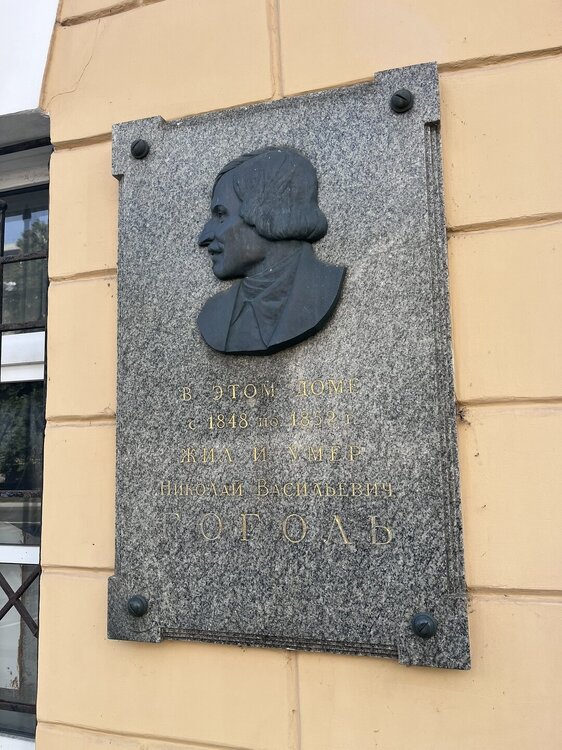 В ЭТОМ ДОМЕ
с 1848 по 1852 г.
ЖИЛ И УМЕР
НИКОЛАЙ ВАСИЛЬЕВИЧ
ГОГОЛЬ